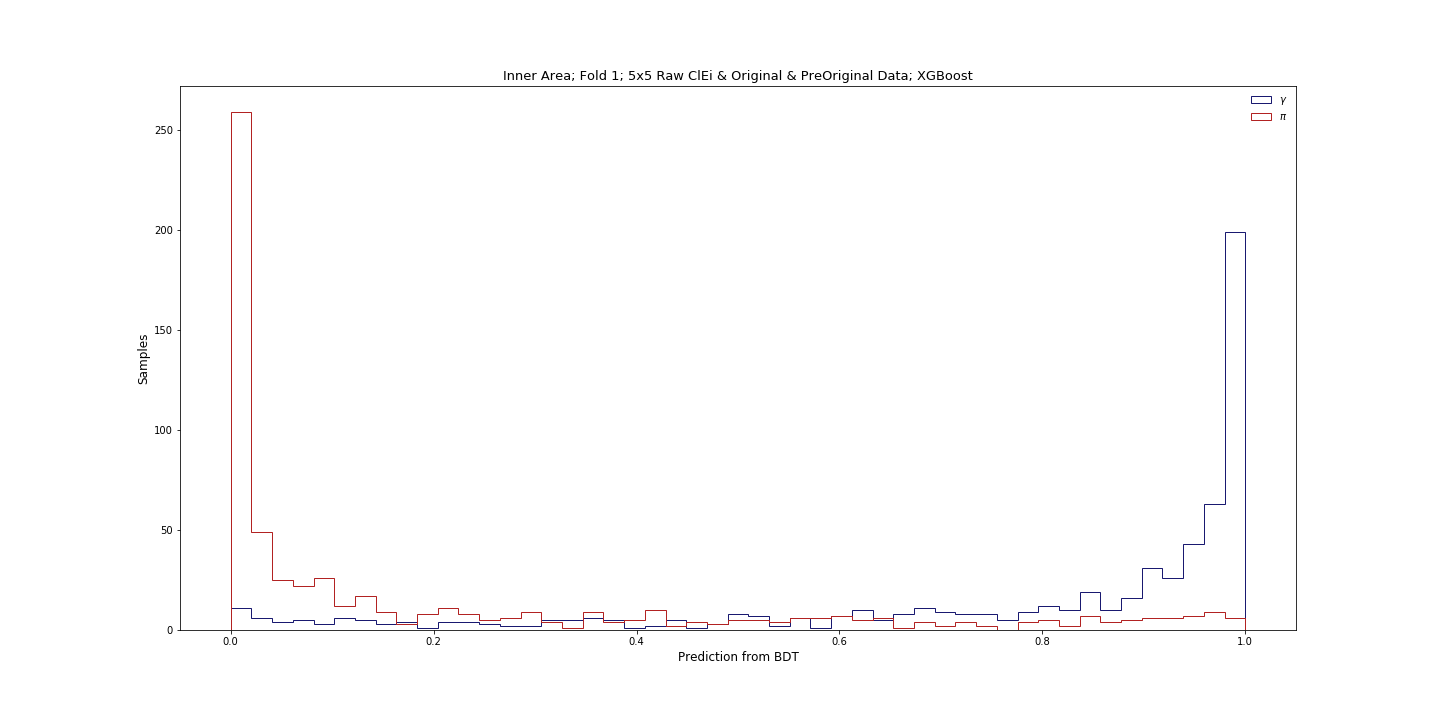 Inner Area; Fold 1; 5x5 Raw ClEi & Original & PreOriginal Data; XGBoost
γ
π
250
200
150
100
50
0
Samples
0.0 0.2 0.4 0.6 0.8 1.0
Prediction from BDT